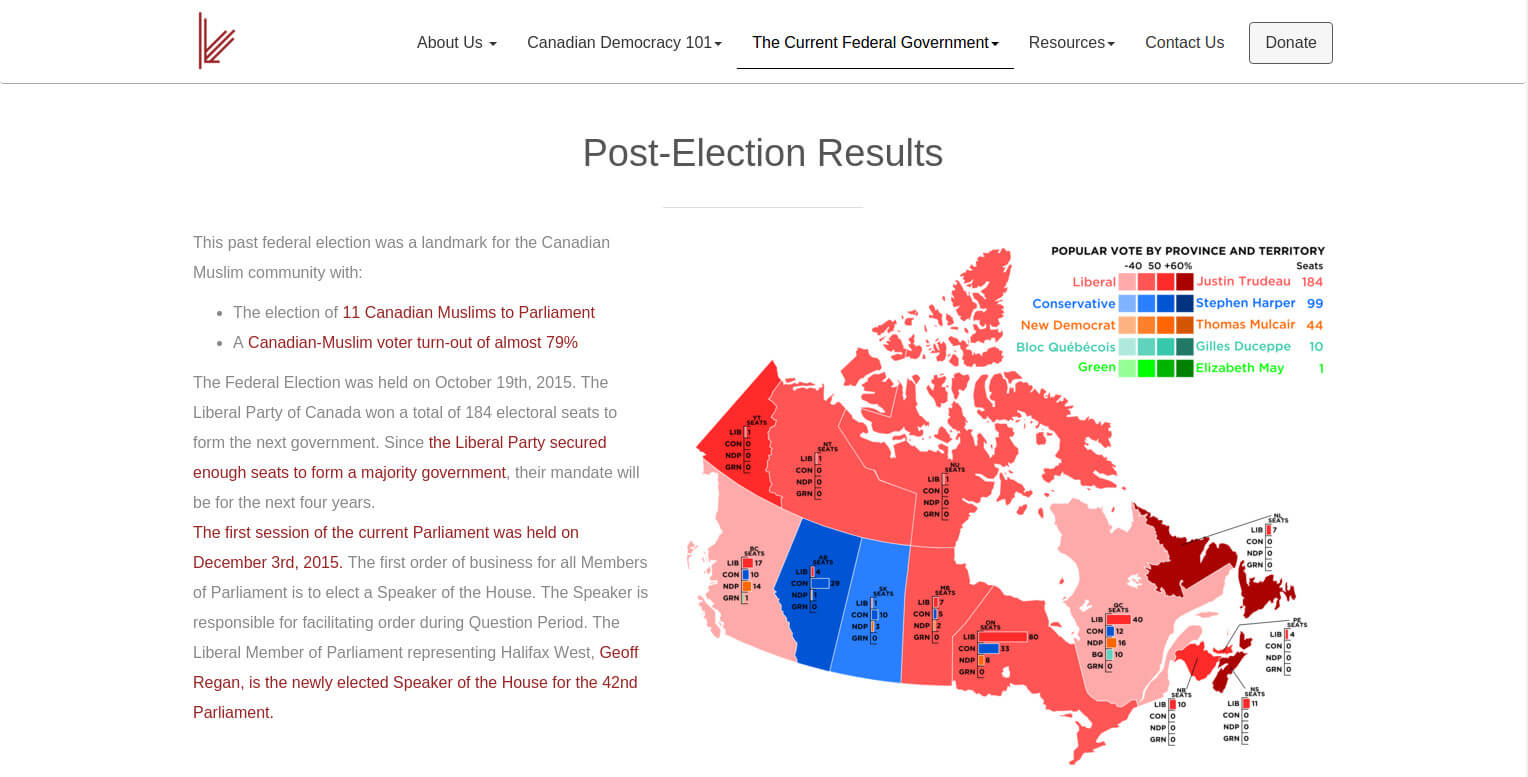 About Us
Canadian Democracy 101
The Current Federal Government
Resources
Contact Us
Donate
Post-Election Results
This past federal election was a landmark for the Canadian
Muslim community with:
The election of 11 Canadian Muslims to Parliament
A Canadian-Muslim voter turn-out of almost 79%
The Federal Election was held on October 19th, 2015. The
Liberal Party of Canada won a total of 184 electoral seats to
form the next government. Since the Liberal Party secured
enough seats to form a majority government, their mandate will
be for the next four years.
The first session of the current Parliament was held on
December 3rd, 2015. The first order of business for all Members
of Parliament is to elect a Speaker of the House. The Speaker is
responsible for facilitating order during Question Period. The
Liberal Member of Parliament representing Halifax West, Geoff
Regan, is the newly elected Speaker of the House for the 42nd
Parliament.
POPULAR VOTE BY PROVINCE AND TERRITORY
-40 50 +60% Seats
Liberal Justin Trudeau 184
Conservative Stephen Harper 99
New Democrat Thomas Mulcair 44
Bloc Québécois Gilles Duceppe 10
Green Elizabeth May 1
YT
SEATS
LIB 1
CON 0
NDP 0
GRN 0
NT
SEATS
LIB 1
CON 0
NDP 0
GRN 0
NU
SEATS
LIB 1
CON 0
NDP 0
GRN 0
BC
SEATS
LIB 17
CON 10
NDP 14
GRN 1
AB
SEATS
LIB 4
CON 29
NDP 1
GRN 0
SK
SEATS
LIB 1
CON 10
NDP 3
GRN 0
MB
SEATS
LIB 7
CON 5
NDP 2
GRN 0
ON
SEATS
LIB 80
CON 33
NDP 8
GRN 0
QC
SEATS
LIB 40
CON 12
NDP 16
BQ 10
GRN 0
NL
SEATS
LIB 7
CON 0
NDP 0
GRN 0
PE
SEATS
LIB 4
CON 0
NDP 0
GRN 0
NB
SEATS
LIB 10
CON 0
NDP 0
GRN 0
NS
SEATS
LIB 11
CON 0
NDP 0
GRN 0